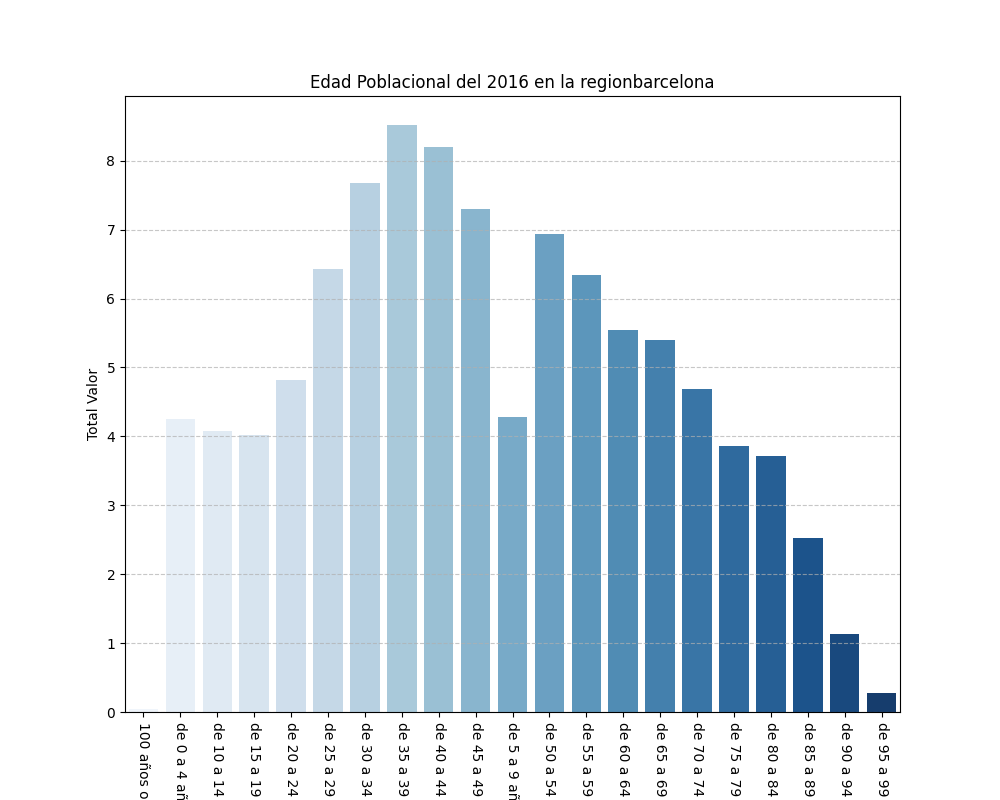 Edad Poblacional del 2016 en la regionbarcelona
Total Valor
8
7
6
5
4
3
2
1
0
100 años o
de 0 a 4 añ
de 10 a 14
de 15 a 19
de 20 a 24
de 25 a 29
de 30 a 34
de 35 a 39
de 40 a 44
de 45 a 49
de 5 a 9 añ
de 50 a 54
de 55 a 59
de 60 a 64
de 65 a 69
de 70 a 74
de 75 a 79
de 80 a 84
de 85 a 89
de 90 a 94
de 95 a 99